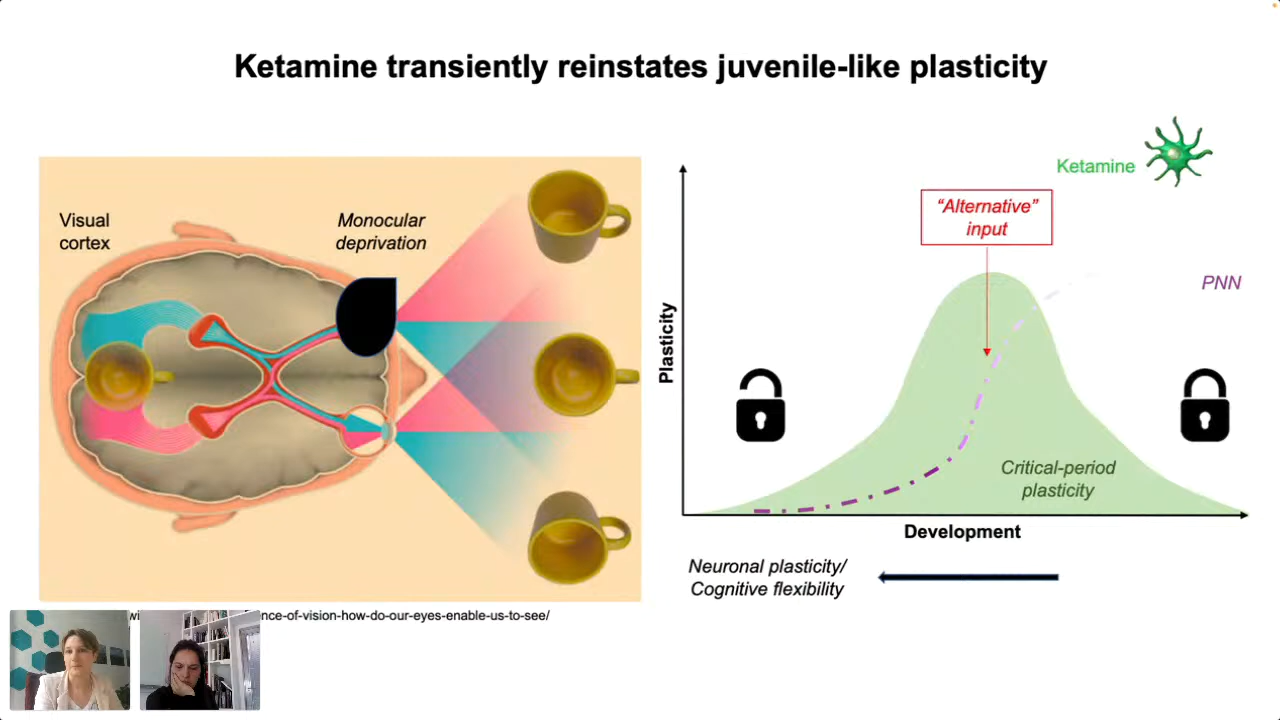 Ketamine transiently reinstates juvenile-like plasticity
Visual
cortex
Monocular
deprivation
Ketamine
“Alternative”
input
PNN
Plasticity
Critical-period
plasticity
Development
Neuronal plasticity/
Cognitive flexibility
nce-of-vision-how-do-our-eyes-enable-us-to-see/